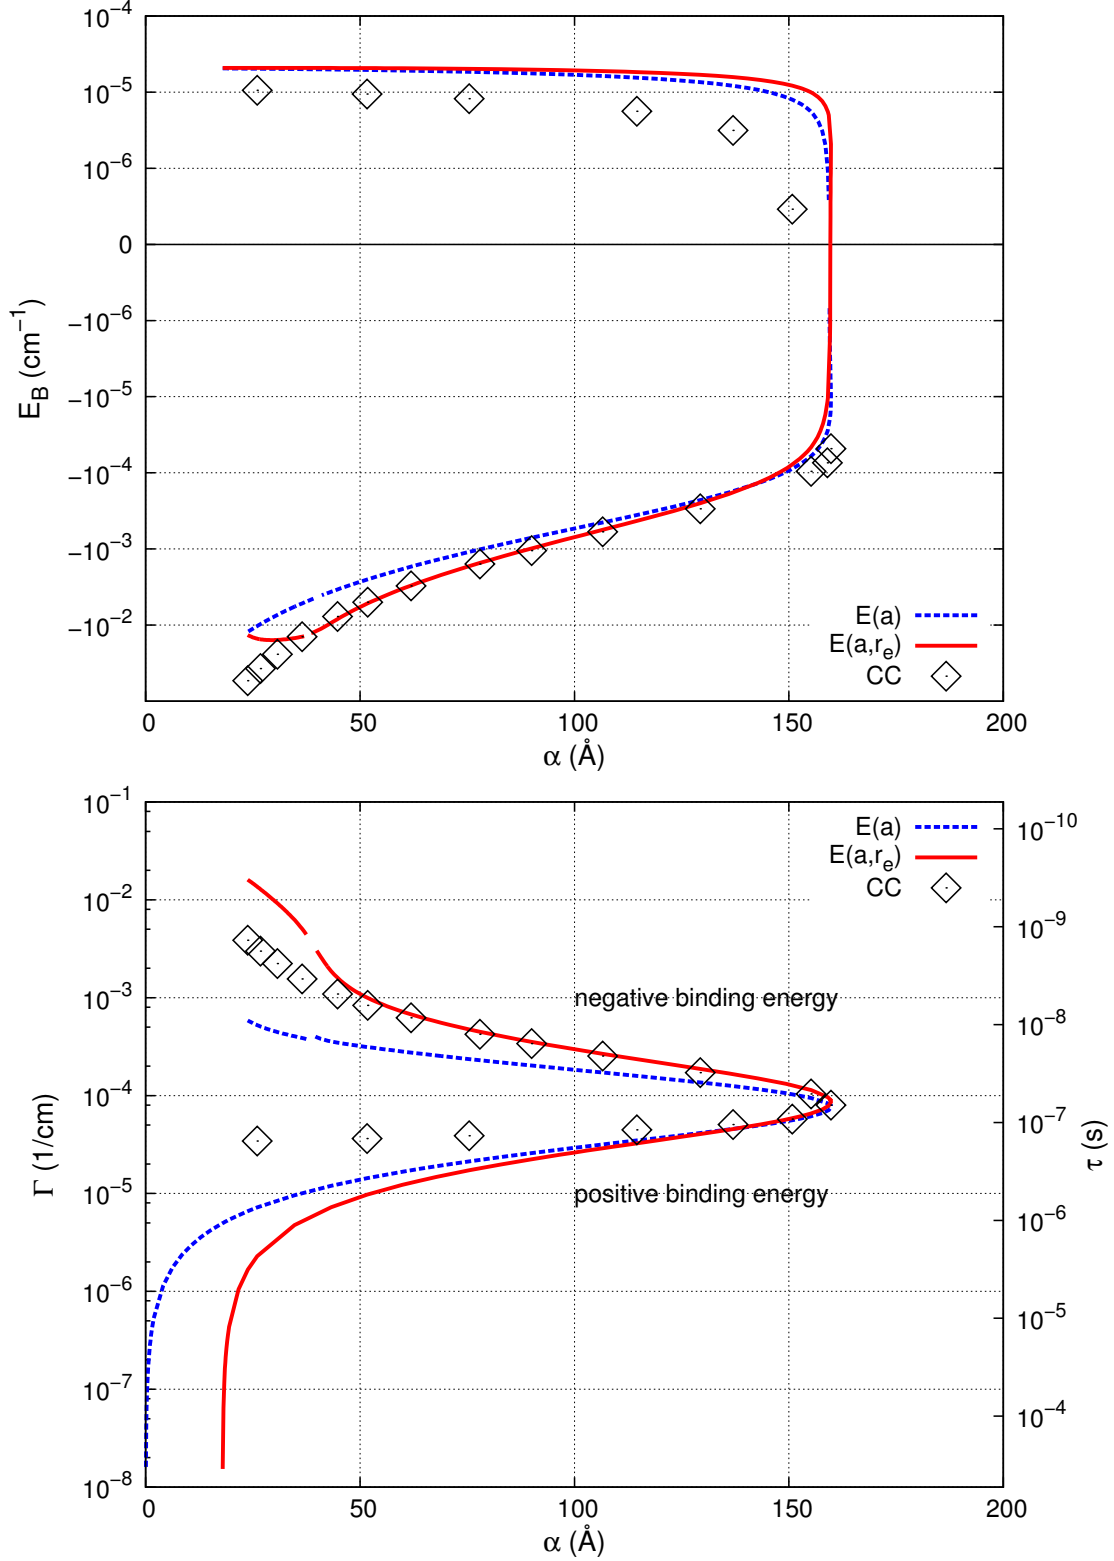 10⁻⁴
10⁻⁵
10⁻⁶
0
−10⁻⁶
−10⁻⁵
−10⁻⁴
−10⁻³
−10⁻²
E_B (cm⁻¹)
E(a)
E(a,r_e)
CC
0 50 100 150 200
α (Å)
10⁻¹
10⁻²
10⁻³
10⁻⁴
10⁻⁵
10⁻⁶
10⁻⁷
10⁻⁸
Γ (1/cm)
E(a)
E(a,r_e)
CC
negative binding energy
positive binding energy
10⁻¹⁰
10⁻⁹
10⁻⁸
10⁻⁷
10⁻⁶
10⁻⁵
10⁻⁴
τ (s)
0 50 100 150
α (Å)